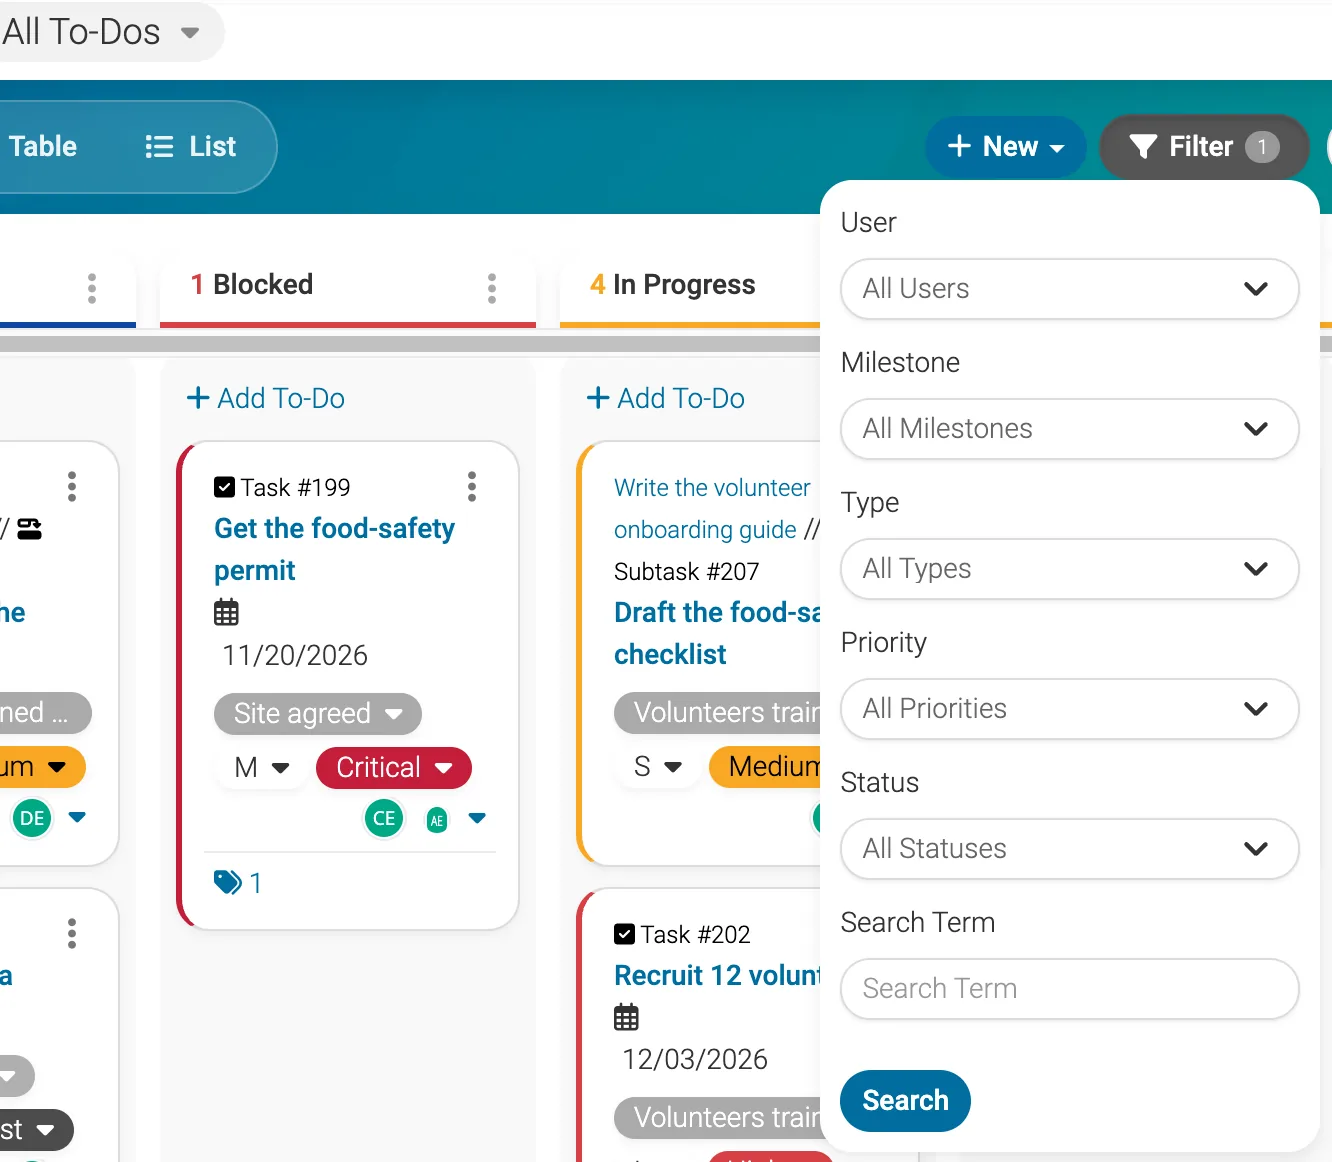 All To-Dos
Table
List
New
Filter 1
1 Blocked
4 In Progress
Add To-Do
Add To-Do
Task #199
Get the food-safety
permit
11/20/2026
Site agreed
M
Critical
CE
AE
1
//
DE
Write the volunteer
onboarding guide //
Subtask #207
checklist
S
Medium
Task #202
12/03/2026
User
All Users
Milestone
All Milestones
Type
All Types
Priority
All Priorities
Status
All Statuses
Search Term
Search Term
Search